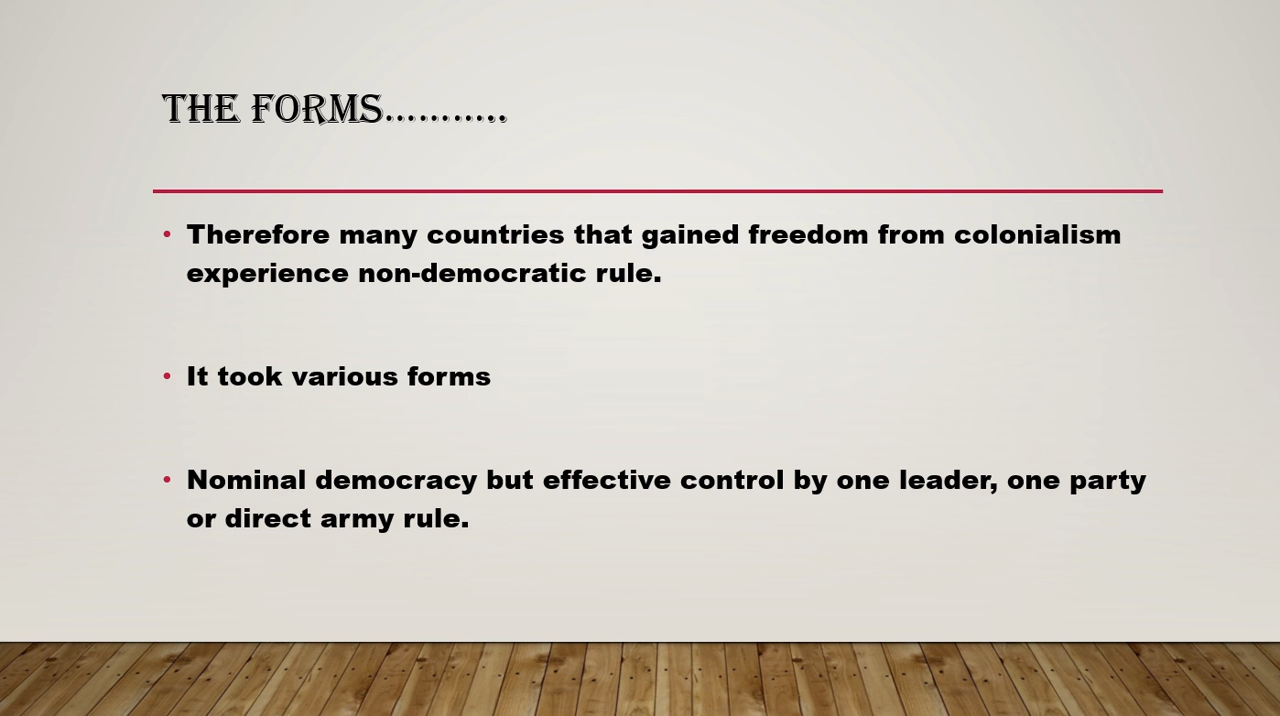 THE FORMS...........
• Therefore many countries that gained freedom from colonialism
experience non-democratic rule.
• It took various forms
• Nominal democracy but effective control by one leader, one party
or direct army rule.